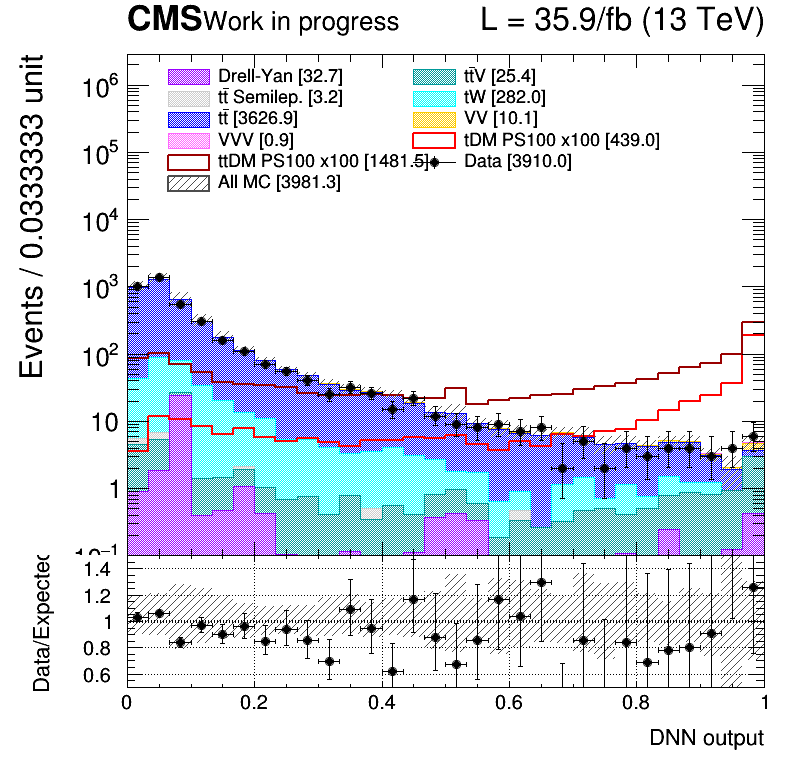 CMS Work in progress L = 35.9/fb (13 TeV)
Events / 0.0333333 unit
Drell-Yan [32.7] tt̄V [25.4]
tt̄ Semilep. [3.2] tW [282.0]
tt̄ [3626.9] VV [10.1]
VVV [0.9] tDM PS100 x100 [439.0]
ttDM PS100 x100 [1481.5] Data [3910.0]
All MC [3981.3]
10⁶
10⁵
10⁴
10³
10²
10
1
10⁻¹
Data/Expected
1.4
1.2
1
0.8
0.6
0 0.2 0.4 0.6 0.8 1
DNN output